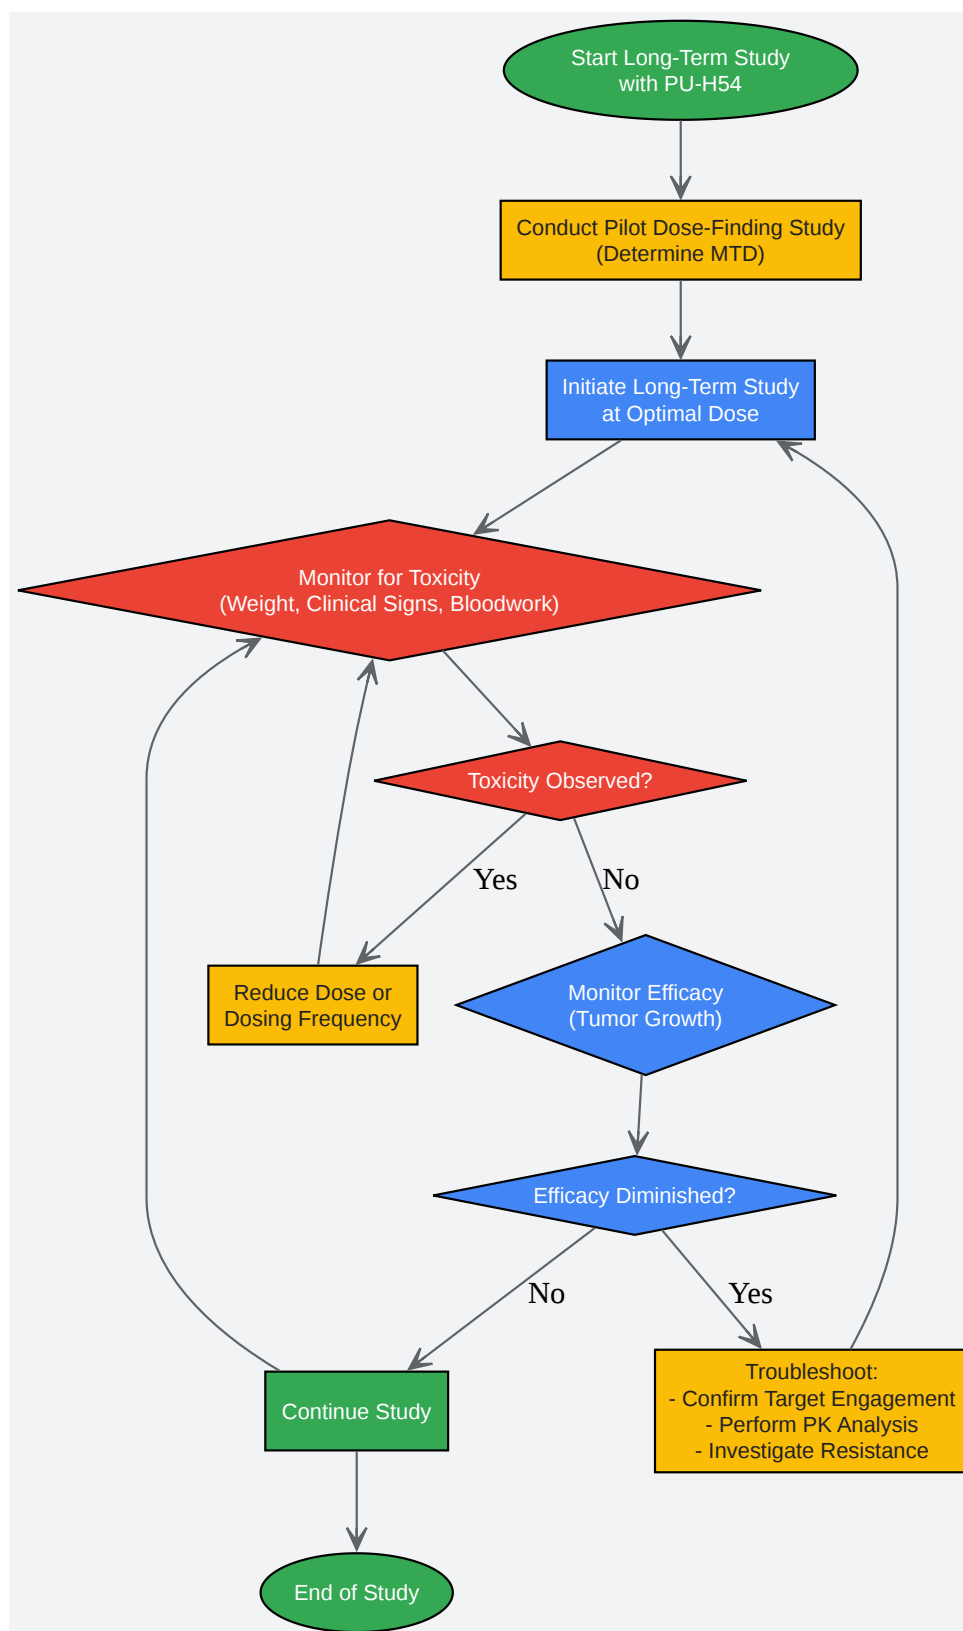 Start Long-Term Study
with PU-H54
Conduct Pilot Dose-Finding Study
(Determine MTD)
Initiate Long-Term Study
at Optimal Dose
Monitor for Toxicity
(Weight, Clinical Signs, Bloodwork)
Toxicity Observed?
Yes
No
Reduce Dose or
Dosing Frequency
Monitor Efficacy
(Tumor Growth)
Efficacy Diminished?
No
Yes
Continue Study
Troubleshoot:
- Confirm Target Engagement
- Perform PK Analysis
- Investigate Resistance
End of Study